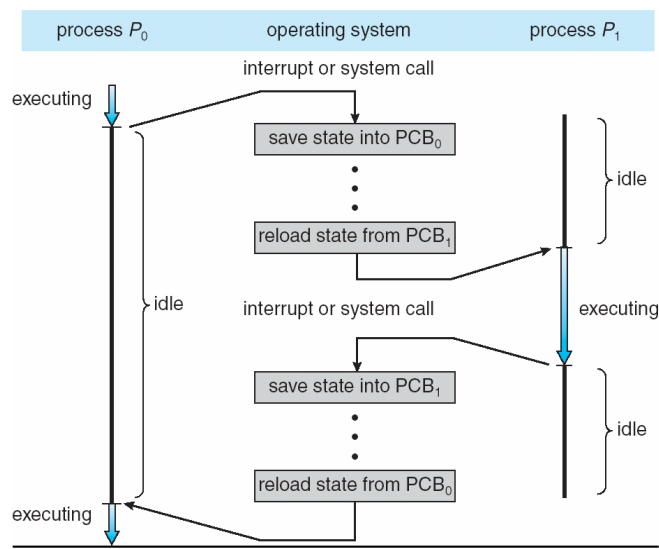 process P₀ operating system process P₁
interrupt or system call
executing
save state into PCB₀
idle
reload state from PCB₁
idle
interrupt or system call
executing
save state into PCB₁
idle
reload state from PCB₀
executing